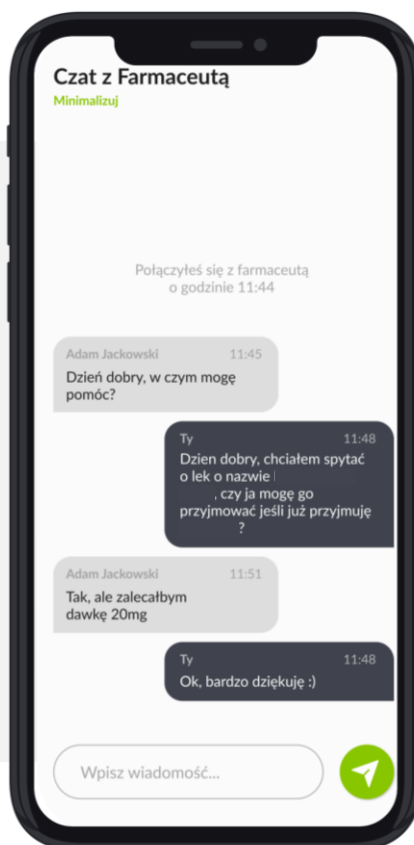 Czat z Farmaceutą
Minimalizuj
Połączyłeś się z farmaceutą
o godzinie 11:44
Adam Jackowski 11:45
Dzień dobry, w czym mogę
pomóc?
Ty 11:48
Dzien dobry, chciałem spytać
o lek o nazwie
, czy ja mogę go
przyjmować jeśli już przyjmuję
?
Adam Jackowski 11:51
Tak, ale zalecałbym
dawkę 20mg
Ty 11:48
Ok, bardzo dziękuję :)
Wpisz wiadomość...